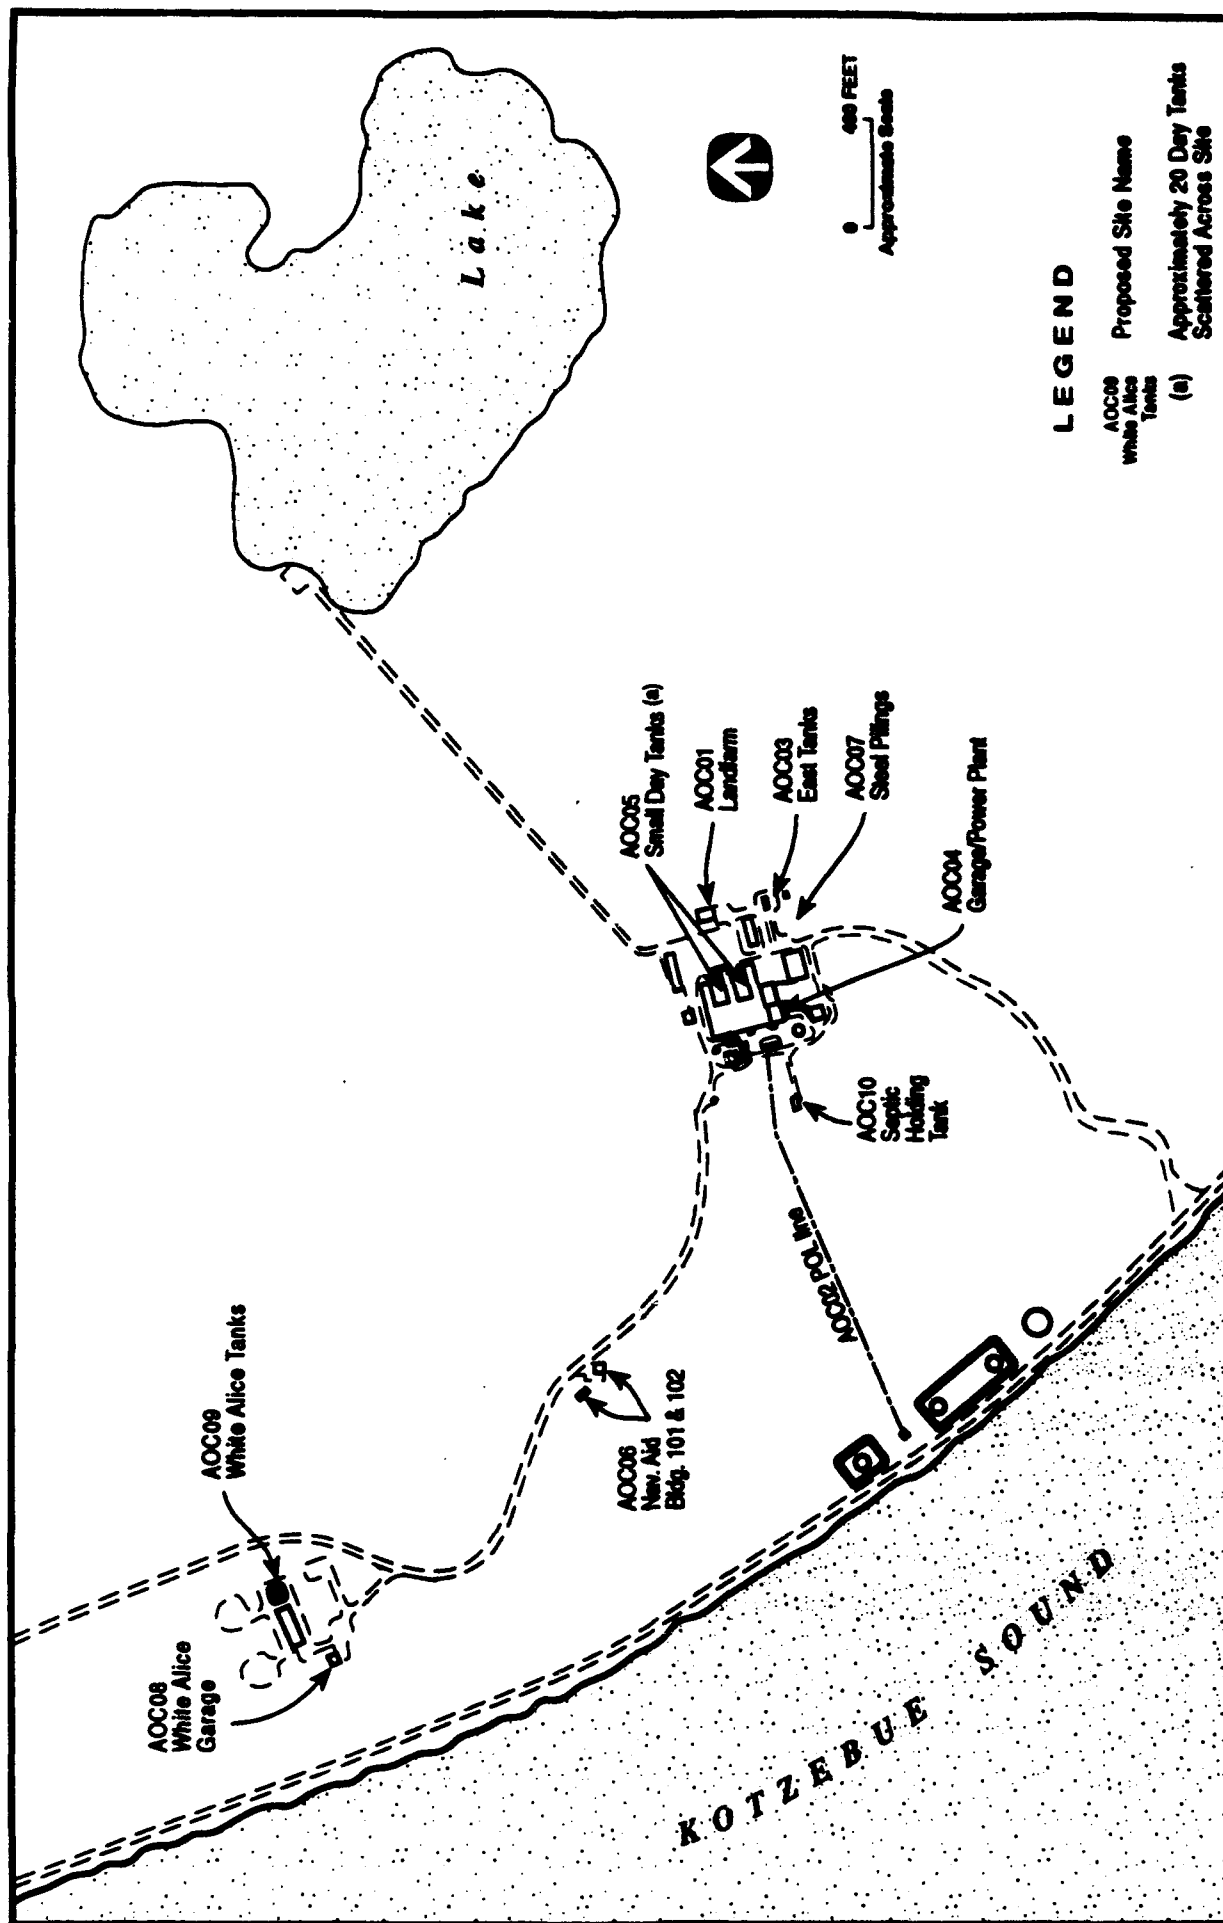 AOC08
White Alice
Garage
AOC09
White Alice Tanks
AOC06
Nav. Aid
Bldg. 101 & 102
AOC02 POL line
KOTZEBUE SOUND
AOC10
Septic
Holding
Tank
AOC05
Small Day Tanks (a)
AOC01
Landfarm
AOC03
East Tanks
AOC07
Steel Pilings
AOC04
Garage/Power Plant
Lake
0 400 FEET
Approximate Scale
LEGEND
AOC09
White Alice
Tanks
Proposed Site Name
(a) Approximately 20 Day Tanks
Scattered Across Site